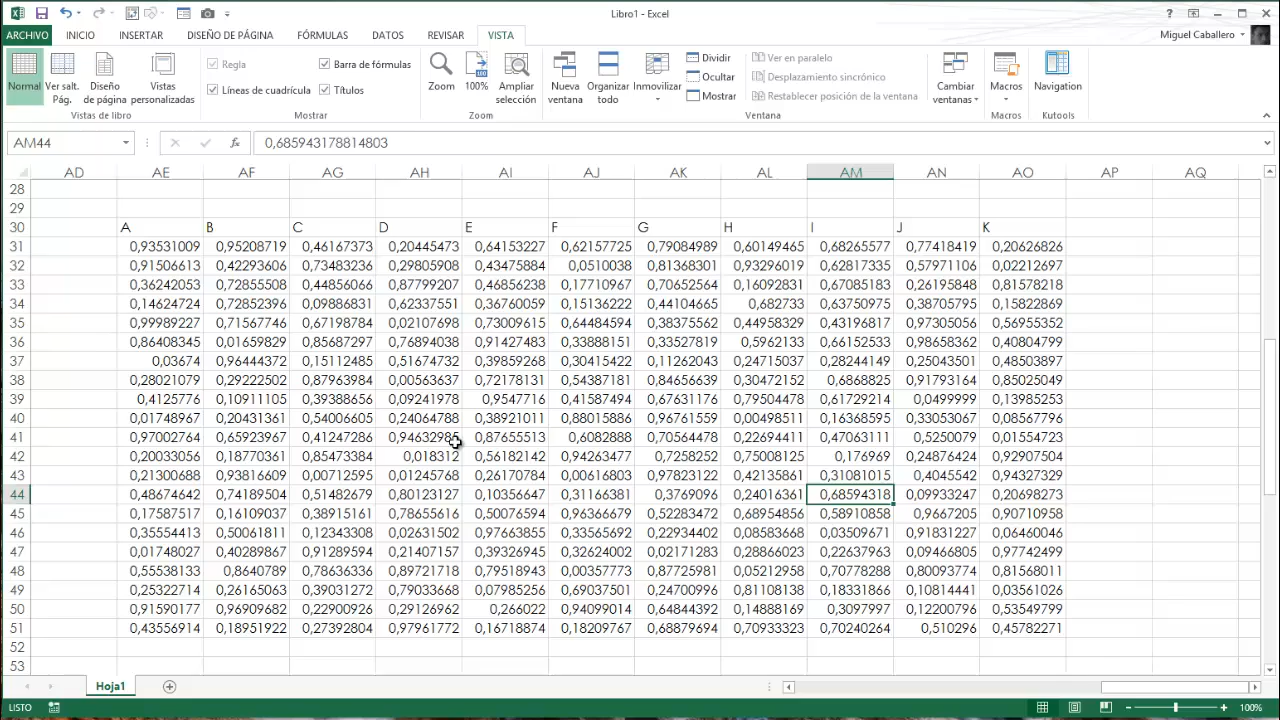 Libro1 - Excel
ARCHIVO INICIO INSERTAR DISEÑO DE PÁGINA FÓRMULAS DATOS REVISAR VISTA Miguel Caballero
Normal Ver salt. Pág. Diseño de página Vistas personalizadas
Vistas de libro
Regla Barra de fórmulas
Líneas de cuadrícula Títulos
Mostrar
Zoom 100% Ampliar selección
Zoom
Nueva ventana Organizar todo Inmovilizar
Dividir Ver en paralelo
Ocultar Desplazamiento sincrónico
Mostrar Restablecer posición de la ventana
Ventana
Cambiar ventanas
Macros
Macros
Navigation
Kutools
AM44 fx 0,685943178814803
AD AE AF AG AH AI AJ AK AL AM AN AO AP AQ
28
29
30 A B C D E F G H I J K
31 0,93531009 0,95208719 0,46167373 0,20445473 0,64153227 0,62157725 0,79084989 0,60149465 0,68265577 0,77418419 0,20626826
32 0,91506613 0,42293606 0,73483236 0,29805908 0,43475884 0,0510038 0,81368301 0,93296019 0,62817335 0,57971106 0,02212697
33 0,36242053 0,72855508 0,44856066 0,87799207 0,46856238 0,17710967 0,70652564 0,16092831 0,67085183 0,26195848 0,81578218
34 0,14624724 0,72852396 0,09886831 0,62337551 0,36760059 0,15136222 0,44104665 0,682733 0,63750975 0,38705795 0,15822869
35 0,99989227 0,71567746 0,67198784 0,02107698 0,73009615 0,64484594 0,38375562 0,44958329 0,43196817 0,97305056 0,56955352
36 0,86408345 0,01659829 0,85687297 0,76894038 0,91427483 0,33888151 0,33527819 0,5962133 0,66152533 0,98658362 0,40804799
37 0,03674 0,96444372 0,15112485 0,51674732 0,39859268 0,30415422 0,11262043 0,24715037 0,28244149 0,25043501 0,48503897
38 0,28021079 0,29222502 0,87963984 0,00563637 0,72178131 0,54387181 0,84656639 0,30472152 0,6868825 0,91793164 0,85025049
39 0,4125776 0,10911105 0,39388656 0,09241978 0,9547716 0,41587494 0,67631176 0,79504478 0,61729214 0,0499999 0,13985253
40 0,01748967 0,20431361 0,54006605 0,24064788 0,38921011 0,88015886 0,96761559 0,00498511 0,16368595 0,33053067 0,08567796
41 0,97002764 0,65923967 0,41247286 0,87655513 0,6082888 0,70564478 0,22694411 0,47063111 0,5250079 0,01554723
42 0,20033056 0,18770361 0,85473384 0,018312 0,56182142 0,94263477 0,7258252 0,75008125 0,176969 0,24876424 0,92907504
43 0,21300688 0,93816609 0,00712595 0,01245768 0,26170784 0,00616803 0,97823122 0,42135861 0,31081015 0,4045542 0,94327329
44 0,48674642 0,74189504 0,51482679 0,80123127 0,10356647 0,31166381 0,3769096 0,24016361 0,68594318 0,09933247 0,20698273
45 0,17587517 0,16109037 0,38915161 0,78655616 0,50076594 0,96366679 0,52283472 0,68954856 0,58910858 0,9667205 0,90710958
46 0,35554413 0,50061811 0,12343308 0,02631502 0,97663855 0,33565692 0,22934402 0,08583466 0,03509671 0,91831227 0,06460046
47 0,01748027 0,40289867 0,91289594 0,21407157 0,39326945 0,32624002 0,02171283 0,28866023 0,22637963 0,09466805 0,97742499
48 0,55538133 0,8640789 0,78636336 0,89721718 0,79518943 0,00357773 0,87725931 0,05212958 0,70778288 0,80093774 0,81568011
49 0,25322714 0,26165063 0,39031272 0,79033668 0,07985256 0,69037501 0,24700996 0,81108138 0,18331866 0,10814441 0,03561026
50 0,91590177 0,96909682 0,22900926 0,29126962 0,266022 0,94099014 0,64844392 0,14888169 0,3097997 0,12200796 0,53549799
51 0,43556914 0,18951922 0,27392804 0,97961772 0,16718874 0,18209767 0,68879694 0,70933323 0,70240264 0,510296 0,45782271
52
53
Hoja1
LISTO 100%